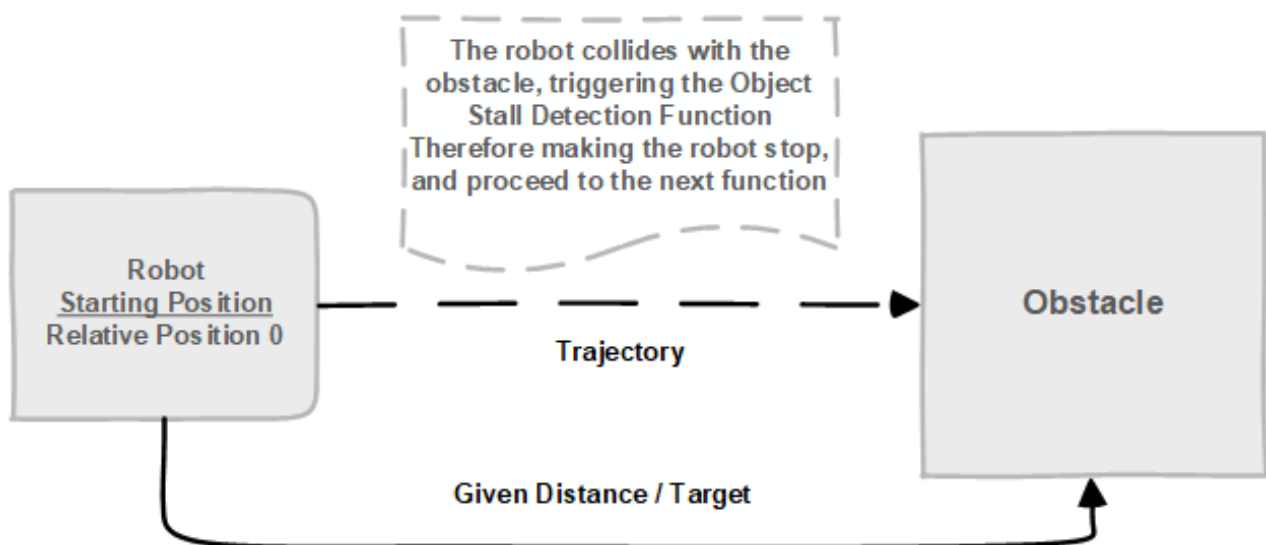 The robot collides with the
obstacle, triggering the Object
Stall Detection Function
Therefore making the robot stop,
and proceed to the next function
Robot
Starting Position
Relative Position 0
Obstacle
Trajectory
Given Distance / Target